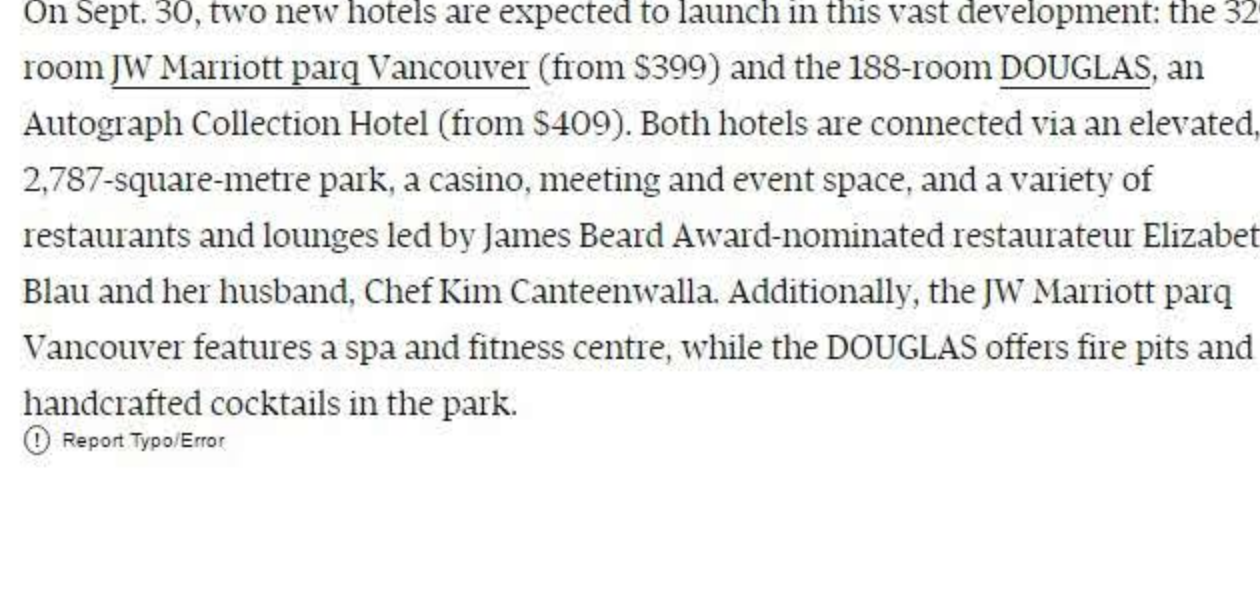 On Sept. 30, two new hotels are expected to launch in this vast development: the
room JW Marriott parq Vancouver (from $399) and the 188-room DOUGLAS, an
Autograph Collection Hotel (from $409). Both hotels are connected via an elevated,
2,787-square-metre park, a casino, meeting and event space, and a variety of
restaurants and lounges led by James Beard Award-nominated restaurateur Elizabet
Blau and her husband, Chef Kim Canteenwalla. Additionally, the JW Marriott parq
Vancouver features a spa and fitness centre, while the DOUGLAS offers fire pits and
handcrafted cocktails in the park.
Report Typo/Error